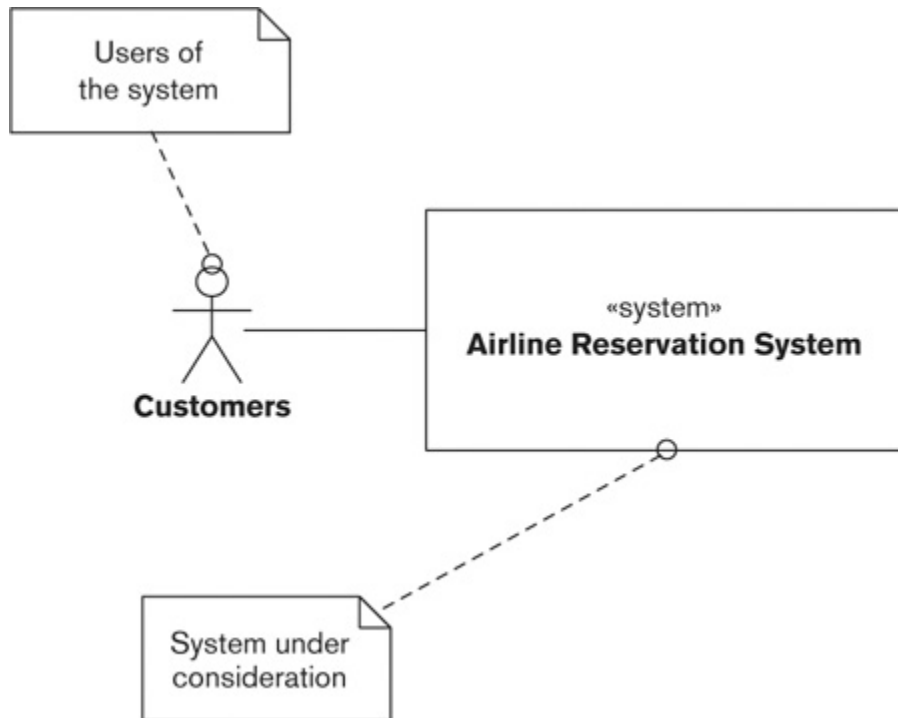 Users of
the system
«system»
Airline Reservation System
Customers
System under
consideration